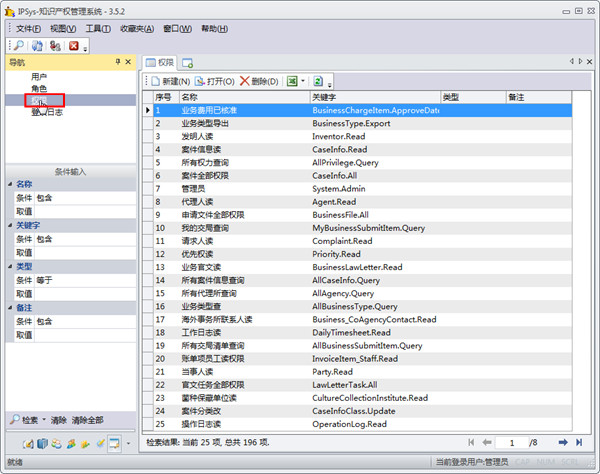 IPSys-知识产权管理系统 - 3.5.2
文件(F) 视图(V) 工具(T) 收藏夹(A) 窗口(W) 帮助(H)
导航
用户
角色
登录日志
条件输入
名称
条件 包含
取值
关键字
条件 包含
取值
类型
条件 等于
取值
备注
条件 包含
取值
检索 清除 清除全部
权限
新建(N) 打开(O) 删除(D)
序号 名称 关键字 类型 备注
1 业务费用已核准 BusinessChargeItem.ApproveDate
2 业务类型导出 BusinessType.Export
3 发明人读 Inventor.Read
4 案件信息读 CaseInfo.Read
5 所有权力查询 AllPrivilege.Query
6 案件全部权限 CaseInfo.All
7 管理员 System.Admin
8 代理人读 Agent.Read
9 申请文件全部权限 BusinessFile.All
10 我的交局查询 MyBusinessSubmitItem.Query
11 请求人读 Complaint.Read
12 优先权读 Priority.Read
13 业务官文读 BusinessLawLetter.Read
14 所有案件信息查询 AllCaseInfo.Query
15 所有代理所查询 AllAgency.Query
16 业务类型查 AllBusinessType.Query
17 海外事务所联系人读 Business_CoAgencyContact.Read
18 工作日志读 DailyTimesheet.Read
19 所有交局清单查询 AllBusinessSubmitItem.Query
20 账单项员工读权限 InvoiceItem_Staff.Read
21 当事人读 Party.Read
22 官文任务全部权限 LawLetterTask.All
23 菌种保藏单位读 CultureCollectionInstitute.Read
24 案件分类改 CaseInfoClass.Update
25 操作日志读 OperationLog.Read
检索结果: 当前 25 项, 总共 196 项.
1 /8
就绪
当前登录用户:管理员 CAP NUM SCRL